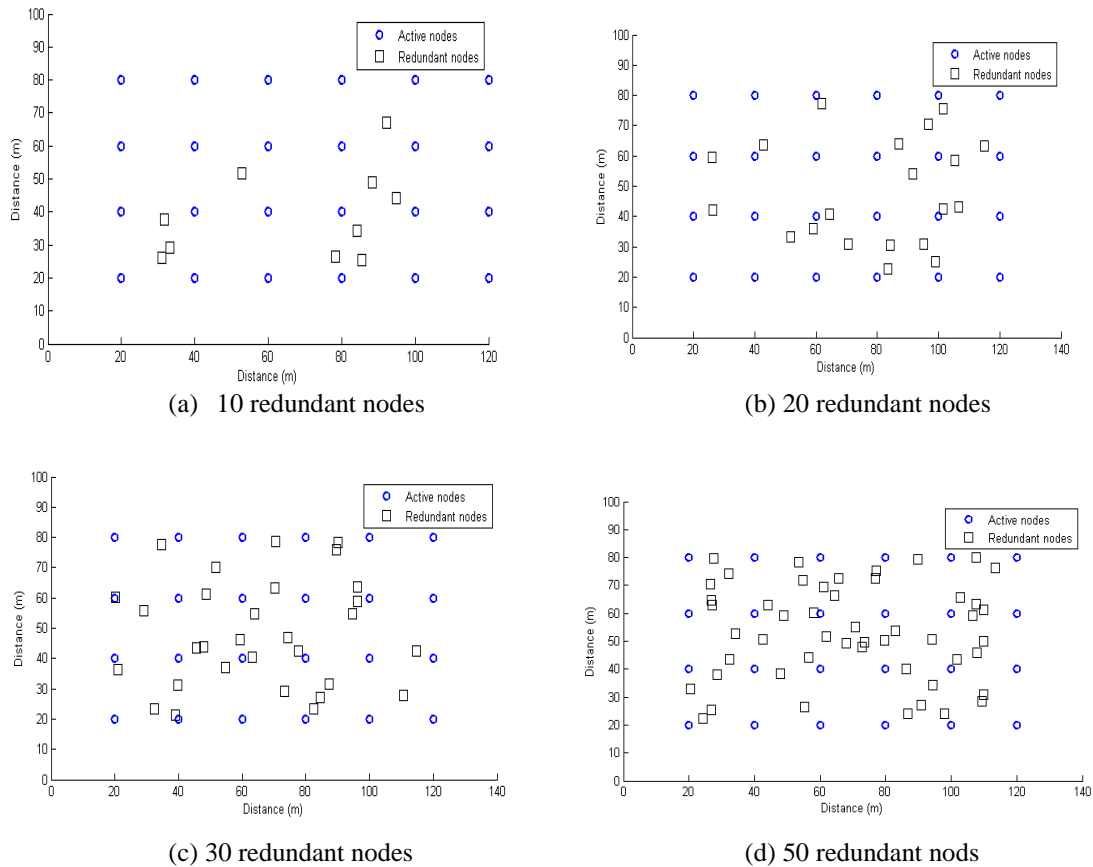 100
90
80
70
60
50
40
30
20
10
0
Distance (m)
Active nodes
Redundant nodes
0 20 40 60 80 100 120
Distance (m)
(a) 10 redundant nodes
100
90
80
70
60
50
40
30
20
10
0
Distance (m)
Active nodes
Redundant nodes
0 20 40 60 80 100 120 140
Distance (m)
(b) 20 redundant nodes
100
90
80
70
60
50
40
30
20
10
0
Distance (m)
Active nodes
Redundant nodes
0 20 40 60 80 100 120 140
Distance (m)
(c) 30 redundant nodes
100
90
80
70
60
50
40
30
20
10
0
Distance (m)
Active nodes
Redundant nodes
0 20 40 60 80 100 120 140
Distance (m)
(d) 50 redundant nods